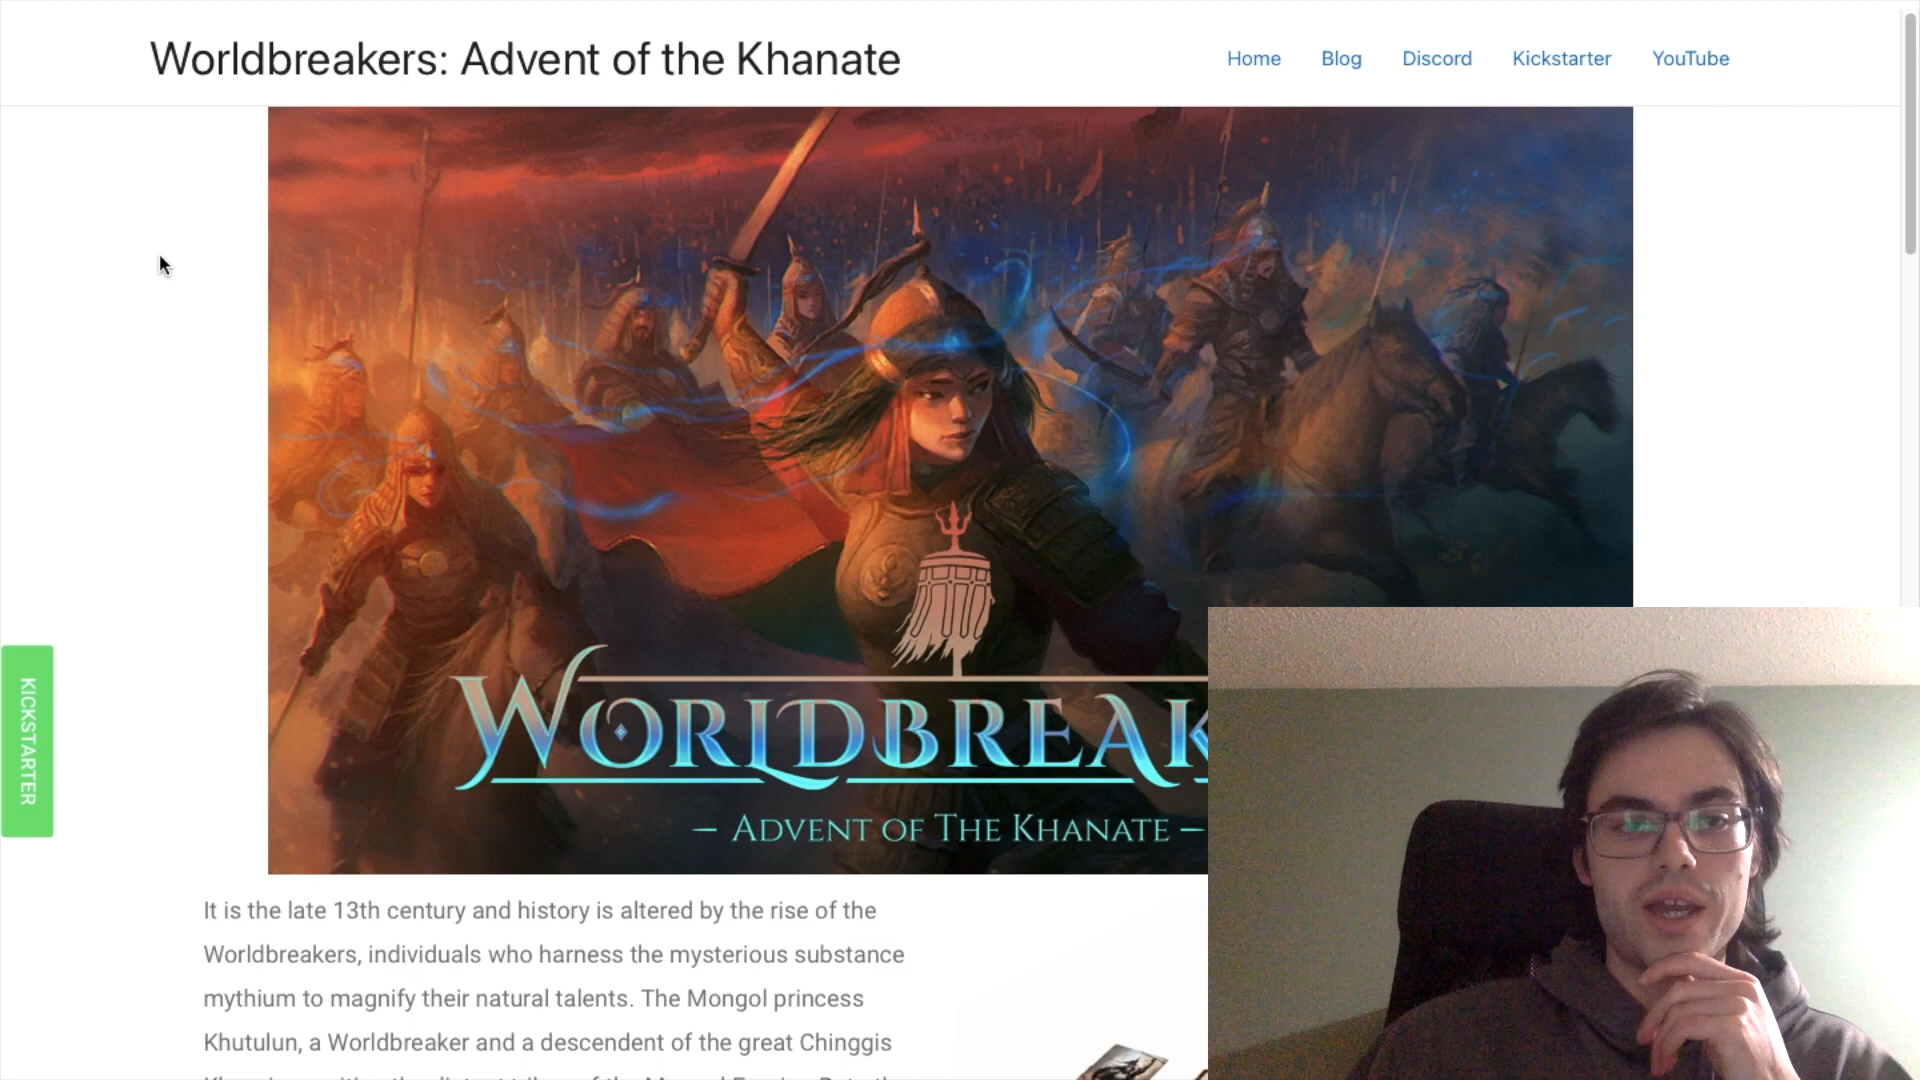 Worldbreakers: Advent of the Khanate
Home Blog Discord Kickstarter YouTube
WORLDBREAK
– ADVENT OF THE KHANATE –
KICKSTARTER
It is the late 13th century and history is altered by the rise of the
Worldbreakers, individuals who harness the mysterious substance
mythium to magnify their natural talents. The Mongol princess
Khutulun, a Worldbreaker and a descendent of the great Chinggis